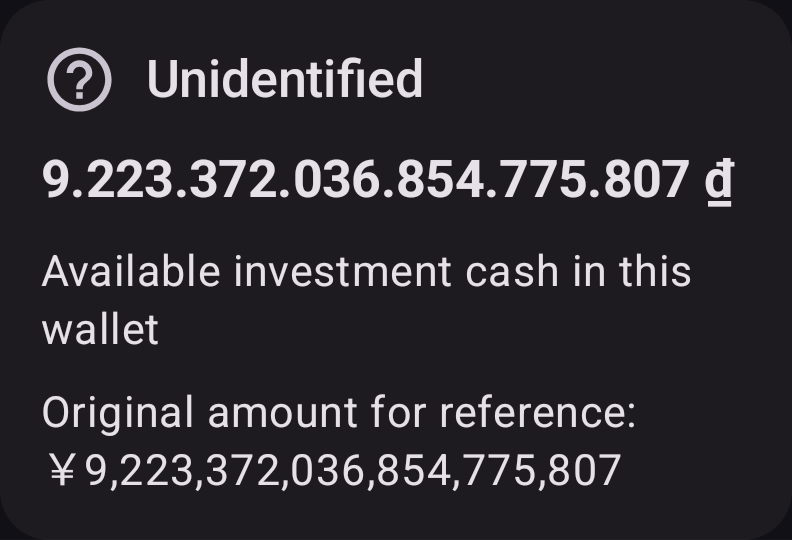 Unidentified
9.223.372.036.854.775.807 ₫
Available investment cash in this
wallet
Original amount for reference:
￥9,223,372,036,854,775,807